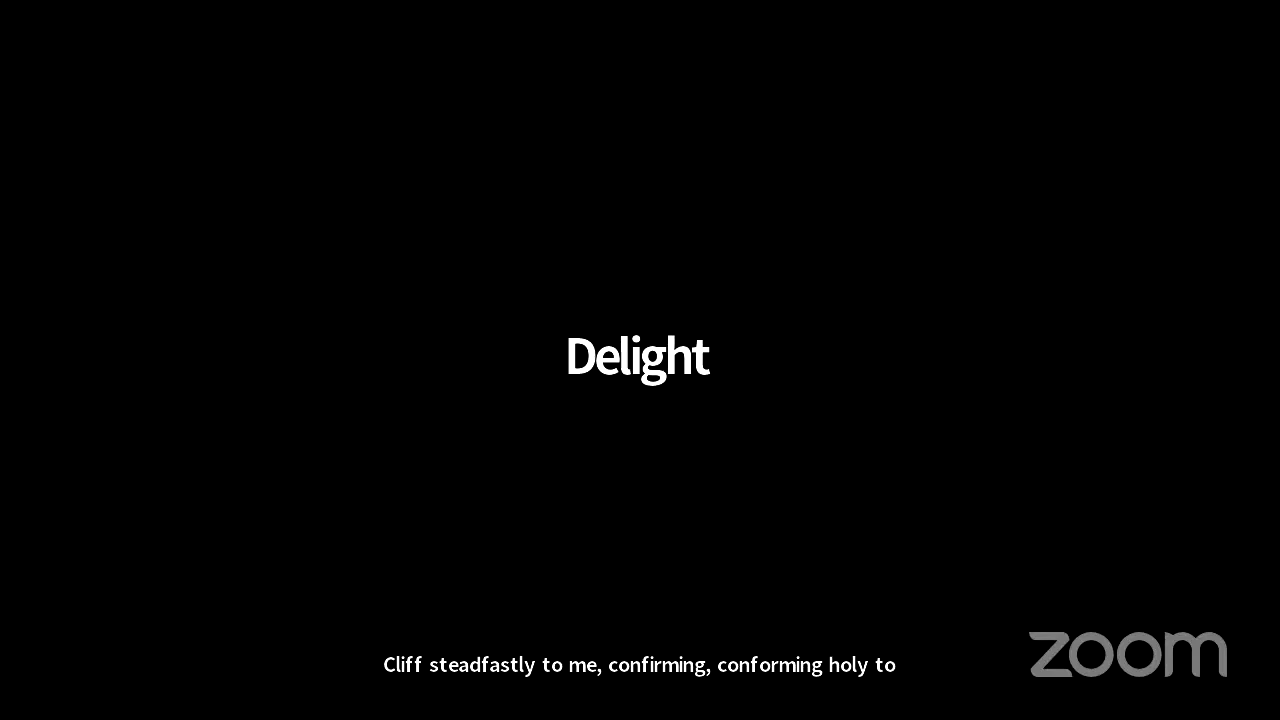 Delight
Cliff steadfastly to me, confirming, conforming holy to
zoom